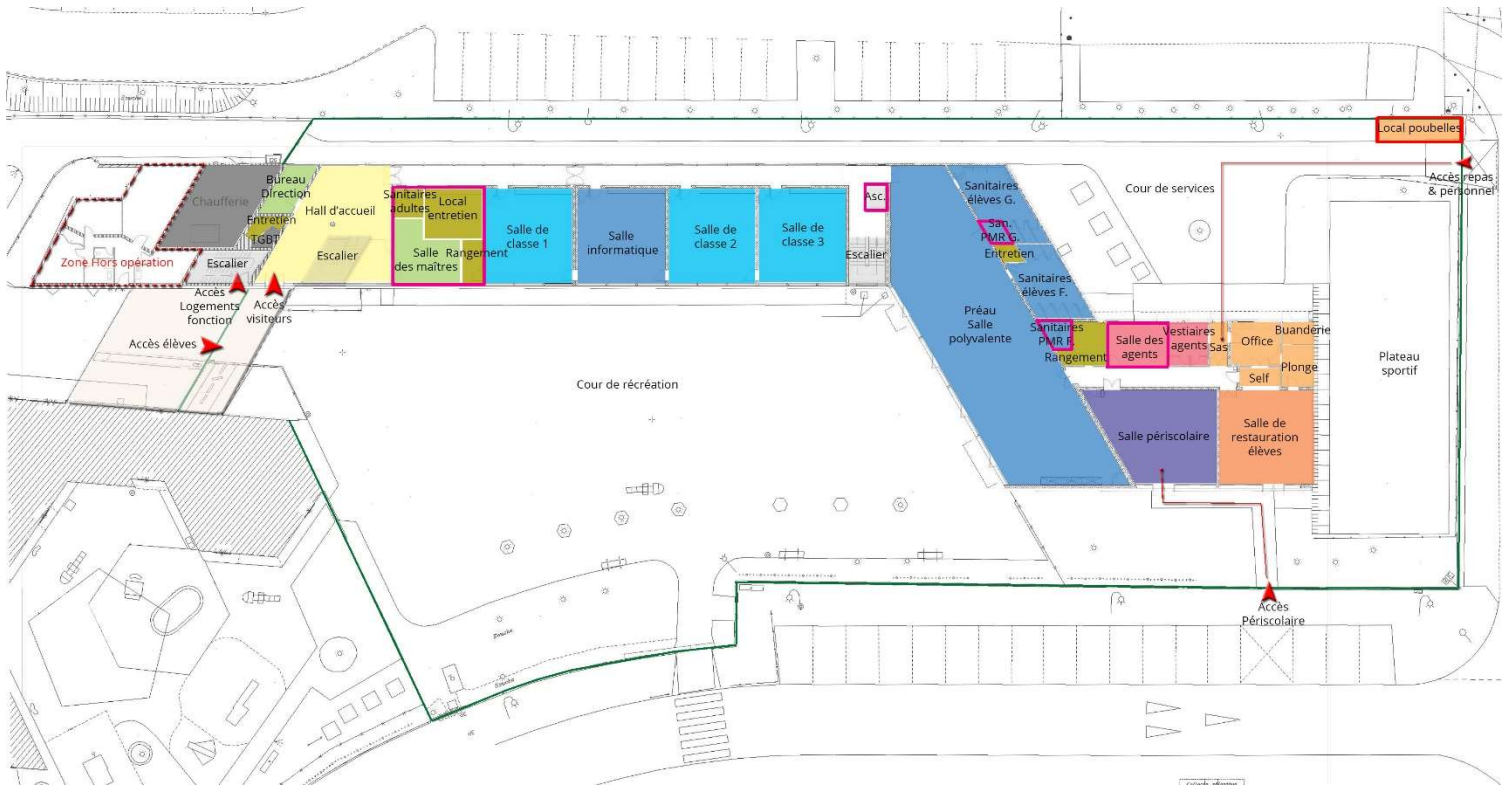 Local poubelles
Accès repas
& personnel
Cour de services
Bureau
Direction
Chaufferie
Entretien
TGBT
Hall d'accueil
Escalier
Escalier
Zone Hors opération
Accès
Logements
fonction
Accès
visiteurs
Accès élèves
Sanitaires
adultes
Local
entretien
Salle
des maîtres
Rangement
Salle de
classe 1
Salle
informatique
Salle de
classe 2
Salle de
classe 3
Asc.
Escalier
Préau
Salle
polyvalente
Sanitaires
élèves G.
San.
PMR G.
Entretien
Sanitaires
élèves F.
Sanitaires
PMR F.
Rangement
Salle des
agents
Vestiaires
agents
Sas
Office
Buanderie
Plonge
Self
Salle périscolaire
Salle de
restauration
élèves
Plateau
sportif
Cour de récréation
Accès
Périscolaire